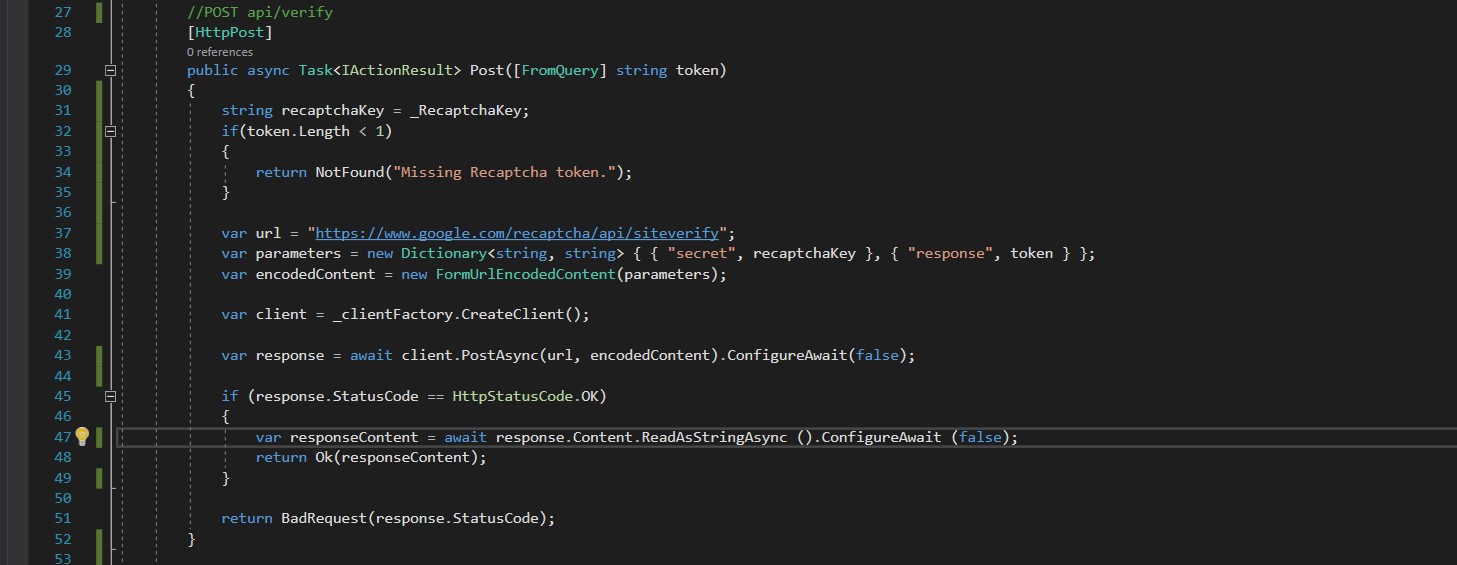 27 //POST api/verify
28 [HttpPost]
0 references
29 public async Task<IActionResult> Post([FromQuery] string token)
30 {
31 string recaptchaKey = _RecaptchaKey;
32 if(token.Length < 1)
33 {
34 return NotFound("Missing Recaptcha token.");
35 }
36
37 var url = "https://www.google.com/recaptcha/api/siteverify";
38 var parameters = new Dictionary<string, string> { { "secret", recaptchaKey }, { "response", token } };
39 var encodedContent = new FormUrlEncodedContent(parameters);
40
41 var client = _clientFactory.CreateClient();
42
43 var response = await client.PostAsync(url, encodedContent).ConfigureAwait(false);
44
45 if (response.StatusCode == HttpStatusCode.OK)
46 {
47 var responseContent = await response.Content.ReadAsStringAsync ().ConfigureAwait (false);
48 return Ok(responseContent);
49 }
50
51 return BadRequest(response.StatusCode);
52 }
53